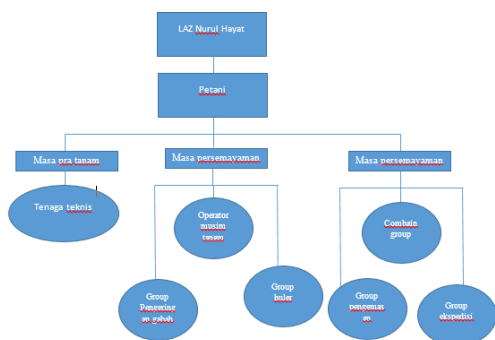 LAZ Nurul Hayat
Petani
Masa pra tanam
Masa persemayaman
Masa persemayaman
Tenaga teknis
Operator
musim
tanam
Combain
group
Group
Pengering
an gabah
Group
huler
Group
pengemas
an
Group
ekspedisi